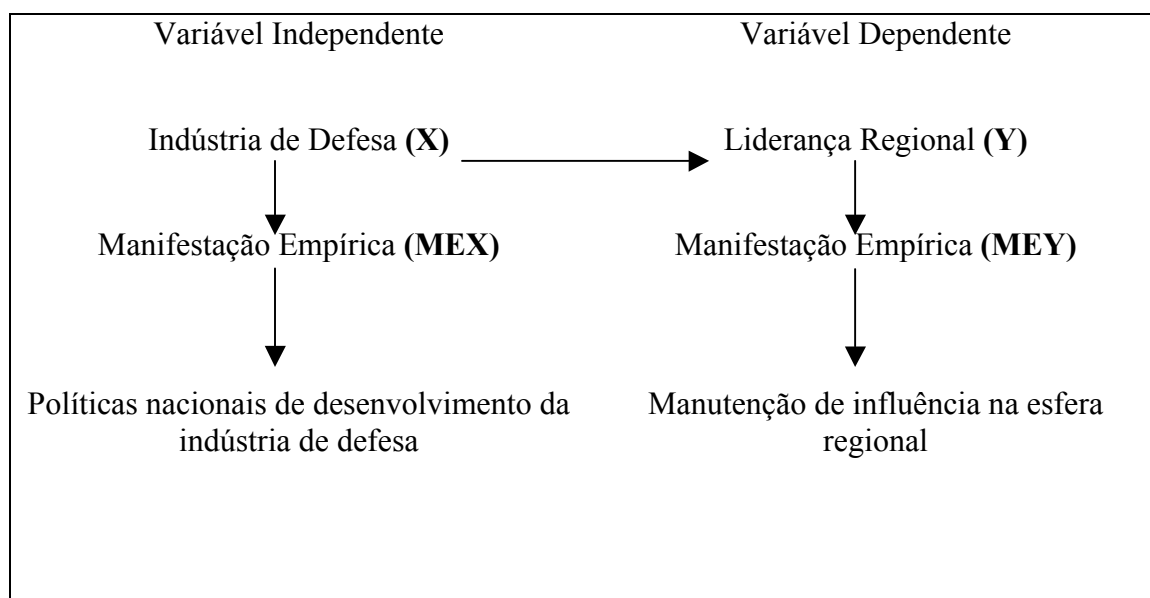 Variável Independente
Variável Dependente
Indústria de Defesa (X)
Liderança Regional (Y)
Manifestação Empírica (MEX)
Manifestação Empírica (MEY)
Políticas nacionais de desenvolvimento da
indústria de defesa
Manutenção de influência na esfera
regional